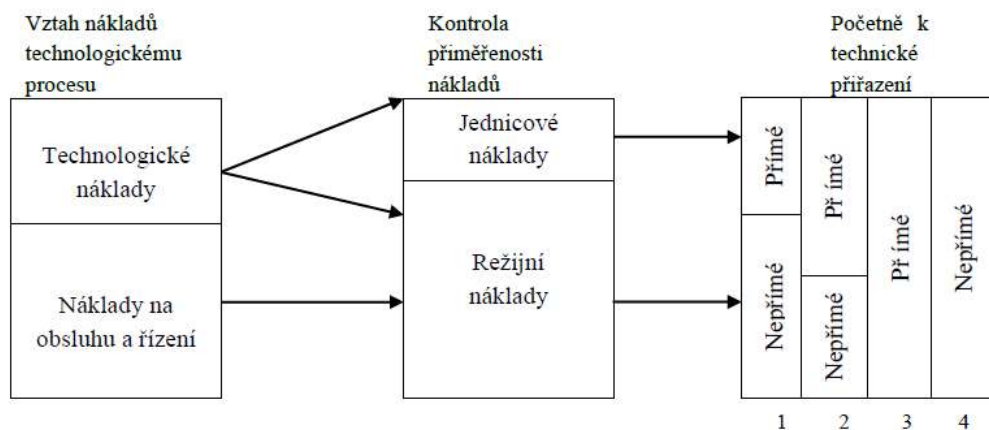 Vztah nákladů
technologickému
procesu
Kontrola
přiměřenosti
nákladů
Početně k
technické
přiřazení
Technologické
náklady
Náklady na
obsluhu a řízení
Jednicové
náklady
Režijní
náklady
Přímé
Nepřímé
Př ímé
Nepřímé
Př ímé
Nepřímé
1 2 3 4